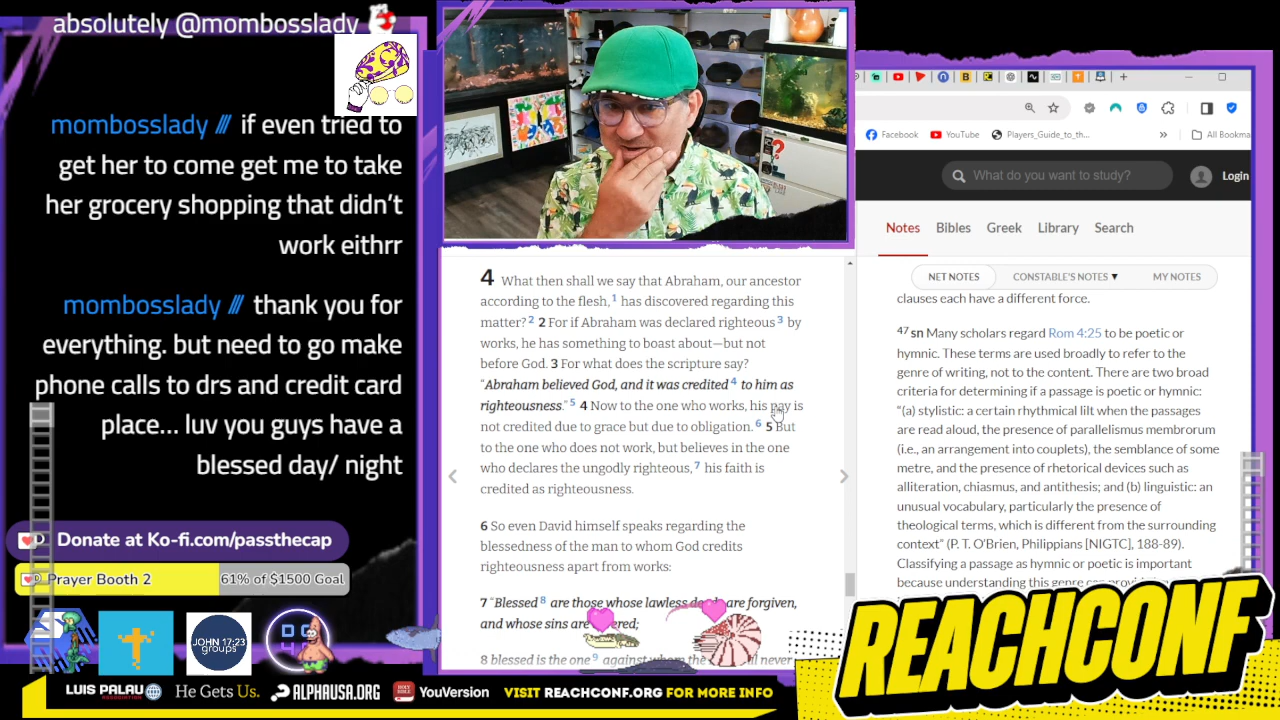 absolutely @mombosslady
mombosslady /// if even tried to
get her to come get me to take
her grocery shopping that didn't
work eithrr
mombosslady /// thank you for
everything. but need to go make
phone calls to drs and credit card
place... luv you guys have a
blessed day/ night
Donate at Ko-fi.com/passthecap
Prayer Booth 2 61% of $1500 Goal
JOHN 17:23
groups
4 What then shall we say that Abraham, our ancestor
according to the flesh, 1 has discovered regarding this
matter? 2 2 For if Abraham was declared righteous 3 by
works, he has something to boast about—but not
before God. 3 For what does the scripture say?
“Abraham believed God, and it was credited 4 to him as
righteousness.” 5 4 Now to the one who works, his pay is
not credited due to grace but due to obligation. 6 5 But
to the one who does not work, but believes in the one
who declares the ungodly righteous, 7 his faith is
credited as righteousness.
6 So even David himself speaks regarding the
blessedness of the man to whom God credits
righteousness apart from works:
7 “Blessed 8 are those whose lawless deeds are forgiven,
and whose sins are covered;
8 blessed is the one 9 against whom the never
Facebook YouTube Players_Guide_to_th... » All Bookma
What do you want to study? Login
Notes Bibles Greek Library Search
NET NOTES CONSTABLE'S NOTES ▼ MY NOTES
clauses each have a different force.
47 sn Many scholars regard Rom 4:25 to be poetic or
hymnic. These terms are used broadly to refer to the
genre of writing, not to the content. There are two broad
criteria for determining if a passage is poetic or hymnic:
“(a) stylistic: a certain rhythmical lilt when the passages
are read aloud, the presence of parallelismus membrorum
(i.e., an arrangement into couplets), the semblance of some
metre, and the presence of rhetorical devices such as
alliteration, chiasmus, and antithesis; and (b) linguistic: an
unusual vocabulary, particularly the presence of
theological terms, which is different from the surrounding
context” (P. T. O'Brien, Philippians [NIGTC], 188-89).
Classifying a passage as hymnic or poetic is important
because understanding this genre can
REACHCONF
LUIS PALAU He Gets Us. ALPHAUSA.ORG HOLY BIBLE YouVersion VISIT REACHCONF.ORG FOR MORE INFO